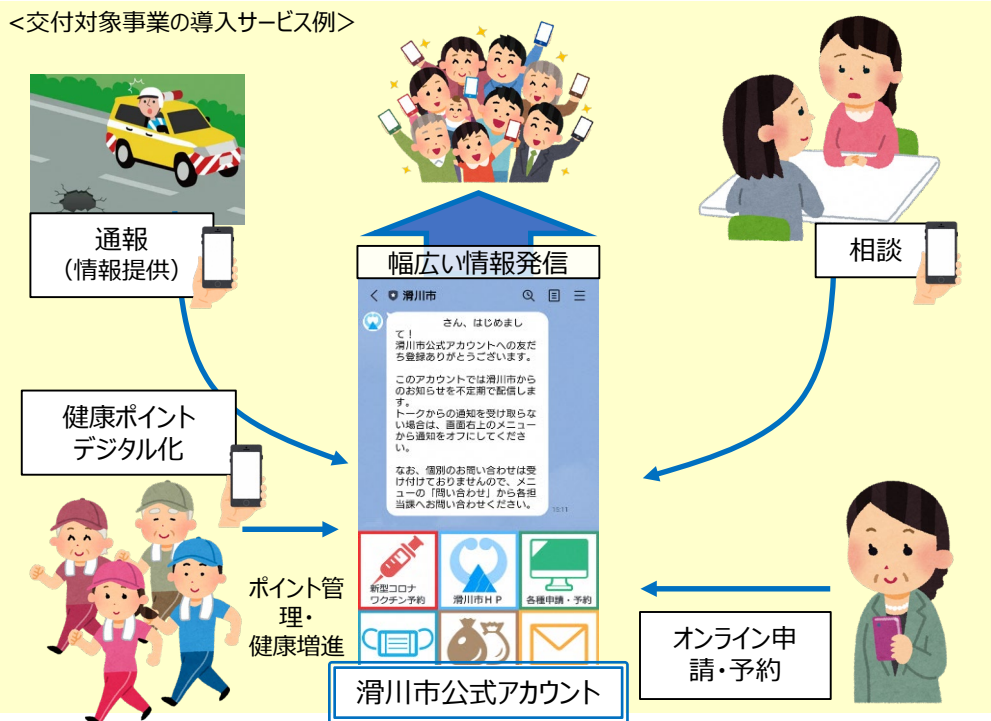 <交付対象事業の導入サービス例>
通報
（情報提供）
幅広い情報発信
相談
滑川市
さん、はじめまし
て！
滑川市公式アカウントへの友だ
ち登録ありがとうございます。
このアカウントでは滑川市から
のお知らせを不定期で配信しま
す。
トークからの通知を受け取らな
い場合は、画面右上のメニュー
から通知をオフにしてくださ
い。
なお、個別のお問い合わせは受
け付けておりませんので、メニ
ューの「問い合わせ」から各担
当課へお問い合わせください。
15:11
健康ポイント
デジタル化
ポイント管
理・
健康増進
新型コロナ
ワクチン予約
滑川市ＨＰ
各種申請・予約
オンライン申
請・予約
滑川市公式アカウント